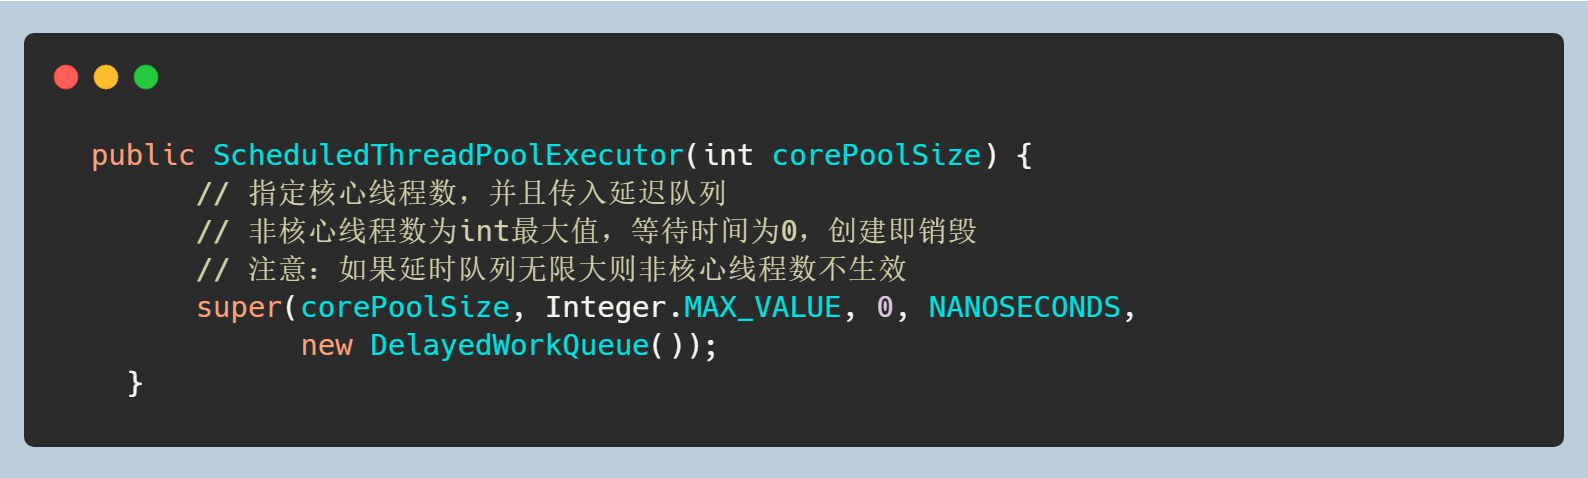 public ScheduledThreadPoolExecutor(int corePoolSize) {
// 指定核心线程数，并且传入延迟队列
// 非核心线程数为int最大值，等待时间为0，创建即销毁
// 注意：如果延时队列无限大则非核心线程数不生效
super(corePoolSize, Integer.MAX_VALUE, 0, NANOSECONDS,
new DelayedWorkQueue());
}